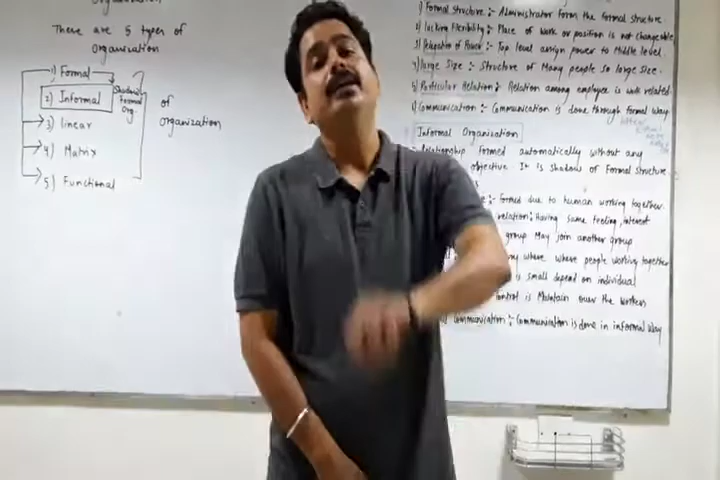 Organization
There are 5 types of
Organization
1) Formal
2) Informal
Shadow
Formal
Org.
of
organization
3) linear
4) Matrix
5) Functional
1) Formal Structure :- Administrator form the formal structure.
2) lacking Flexibility :- Place of work or position is not changeable
3) Delegation of Power :- Top level assign power to Middle level.
4) large Size :- Structure of Many people so large size.
5) Particular Relation :- Relation among employee is work related.
6) Communication :- Communication is done through formal way
Informal Organization
Relationship formed automatically without any
objective. It is shadow of Formal structure.
formed due to human working together.
relation : Having same feeling, interest
group May join another group
where where people working together
is small depend on individual
control is Maintain over the workers
Communication :- Communication is done in informal way